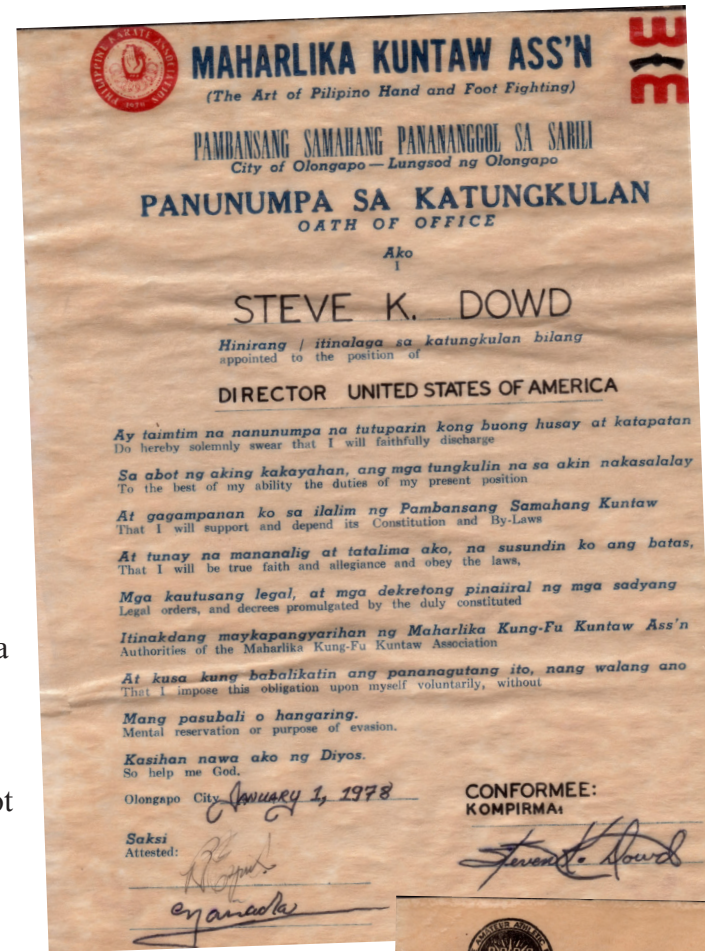 PHILIPPINE KARATE ASSOCIATION
MAHARLIKA KUNTAW ASS'N
(The Art of Pilipino Hand and Foot Fighting)
PAMBANSANG SAMAHANG PANANANGGOL SA SARILI
City of Olongapo — Lungsod ng Olongapo
PANUNUMPA SA KATUNGKULAN
OATH OF OFFICE
Ako
I
STEVE K. DOWD
Hinirang / itinalaga sa katungkulan bilang
appointed to the position of
DIRECTOR UNITED STATES OF AMERICA
Ay taimtim na nanunumpa na tutuparin kong buong husay at katapatan
Do hereby solemnly swear that I will faithfully discharge
Sa abot ng aking kakayahan, ang mga tungkulin na sa akin nakasalalay
To the best of my ability the duties of my present position
At gagampanan ko sa ilalim ng Pambansang Samahang Kuntaw
That I will support and depend its Constitution and By-Laws
At tunay na mananalig at tatalima ako, na susundin ko ang batas,
That I will be true faith and allegiance and obey the laws,
Mga kautusang legal, at mga dekretong pinaiiral ng mga sadyang
Legal orders, and decrees promulgated by the duly constituted
Itinakdang maykapangyarihan ng Maharlika Kung-Fu Kuntaw Ass'n
Authorities of the Maharlika Kung-Fu Kuntaw Association
a
At kusa kung babalikatin ang pananagutang ito, nang walang ano
That I impose this obligation upon myself voluntarily, without
Mang pasubali o hangaring.
Mental reservation or purpose of evasion.
Kasihan nawa ako ng Diyos.
So help me God.
Olongapo City, JANUARY 1, 1978
CONFORMEE:
KOMPIRMA:
ot
Saksi
Attested:
Steven K. Dowd
AMATEUR